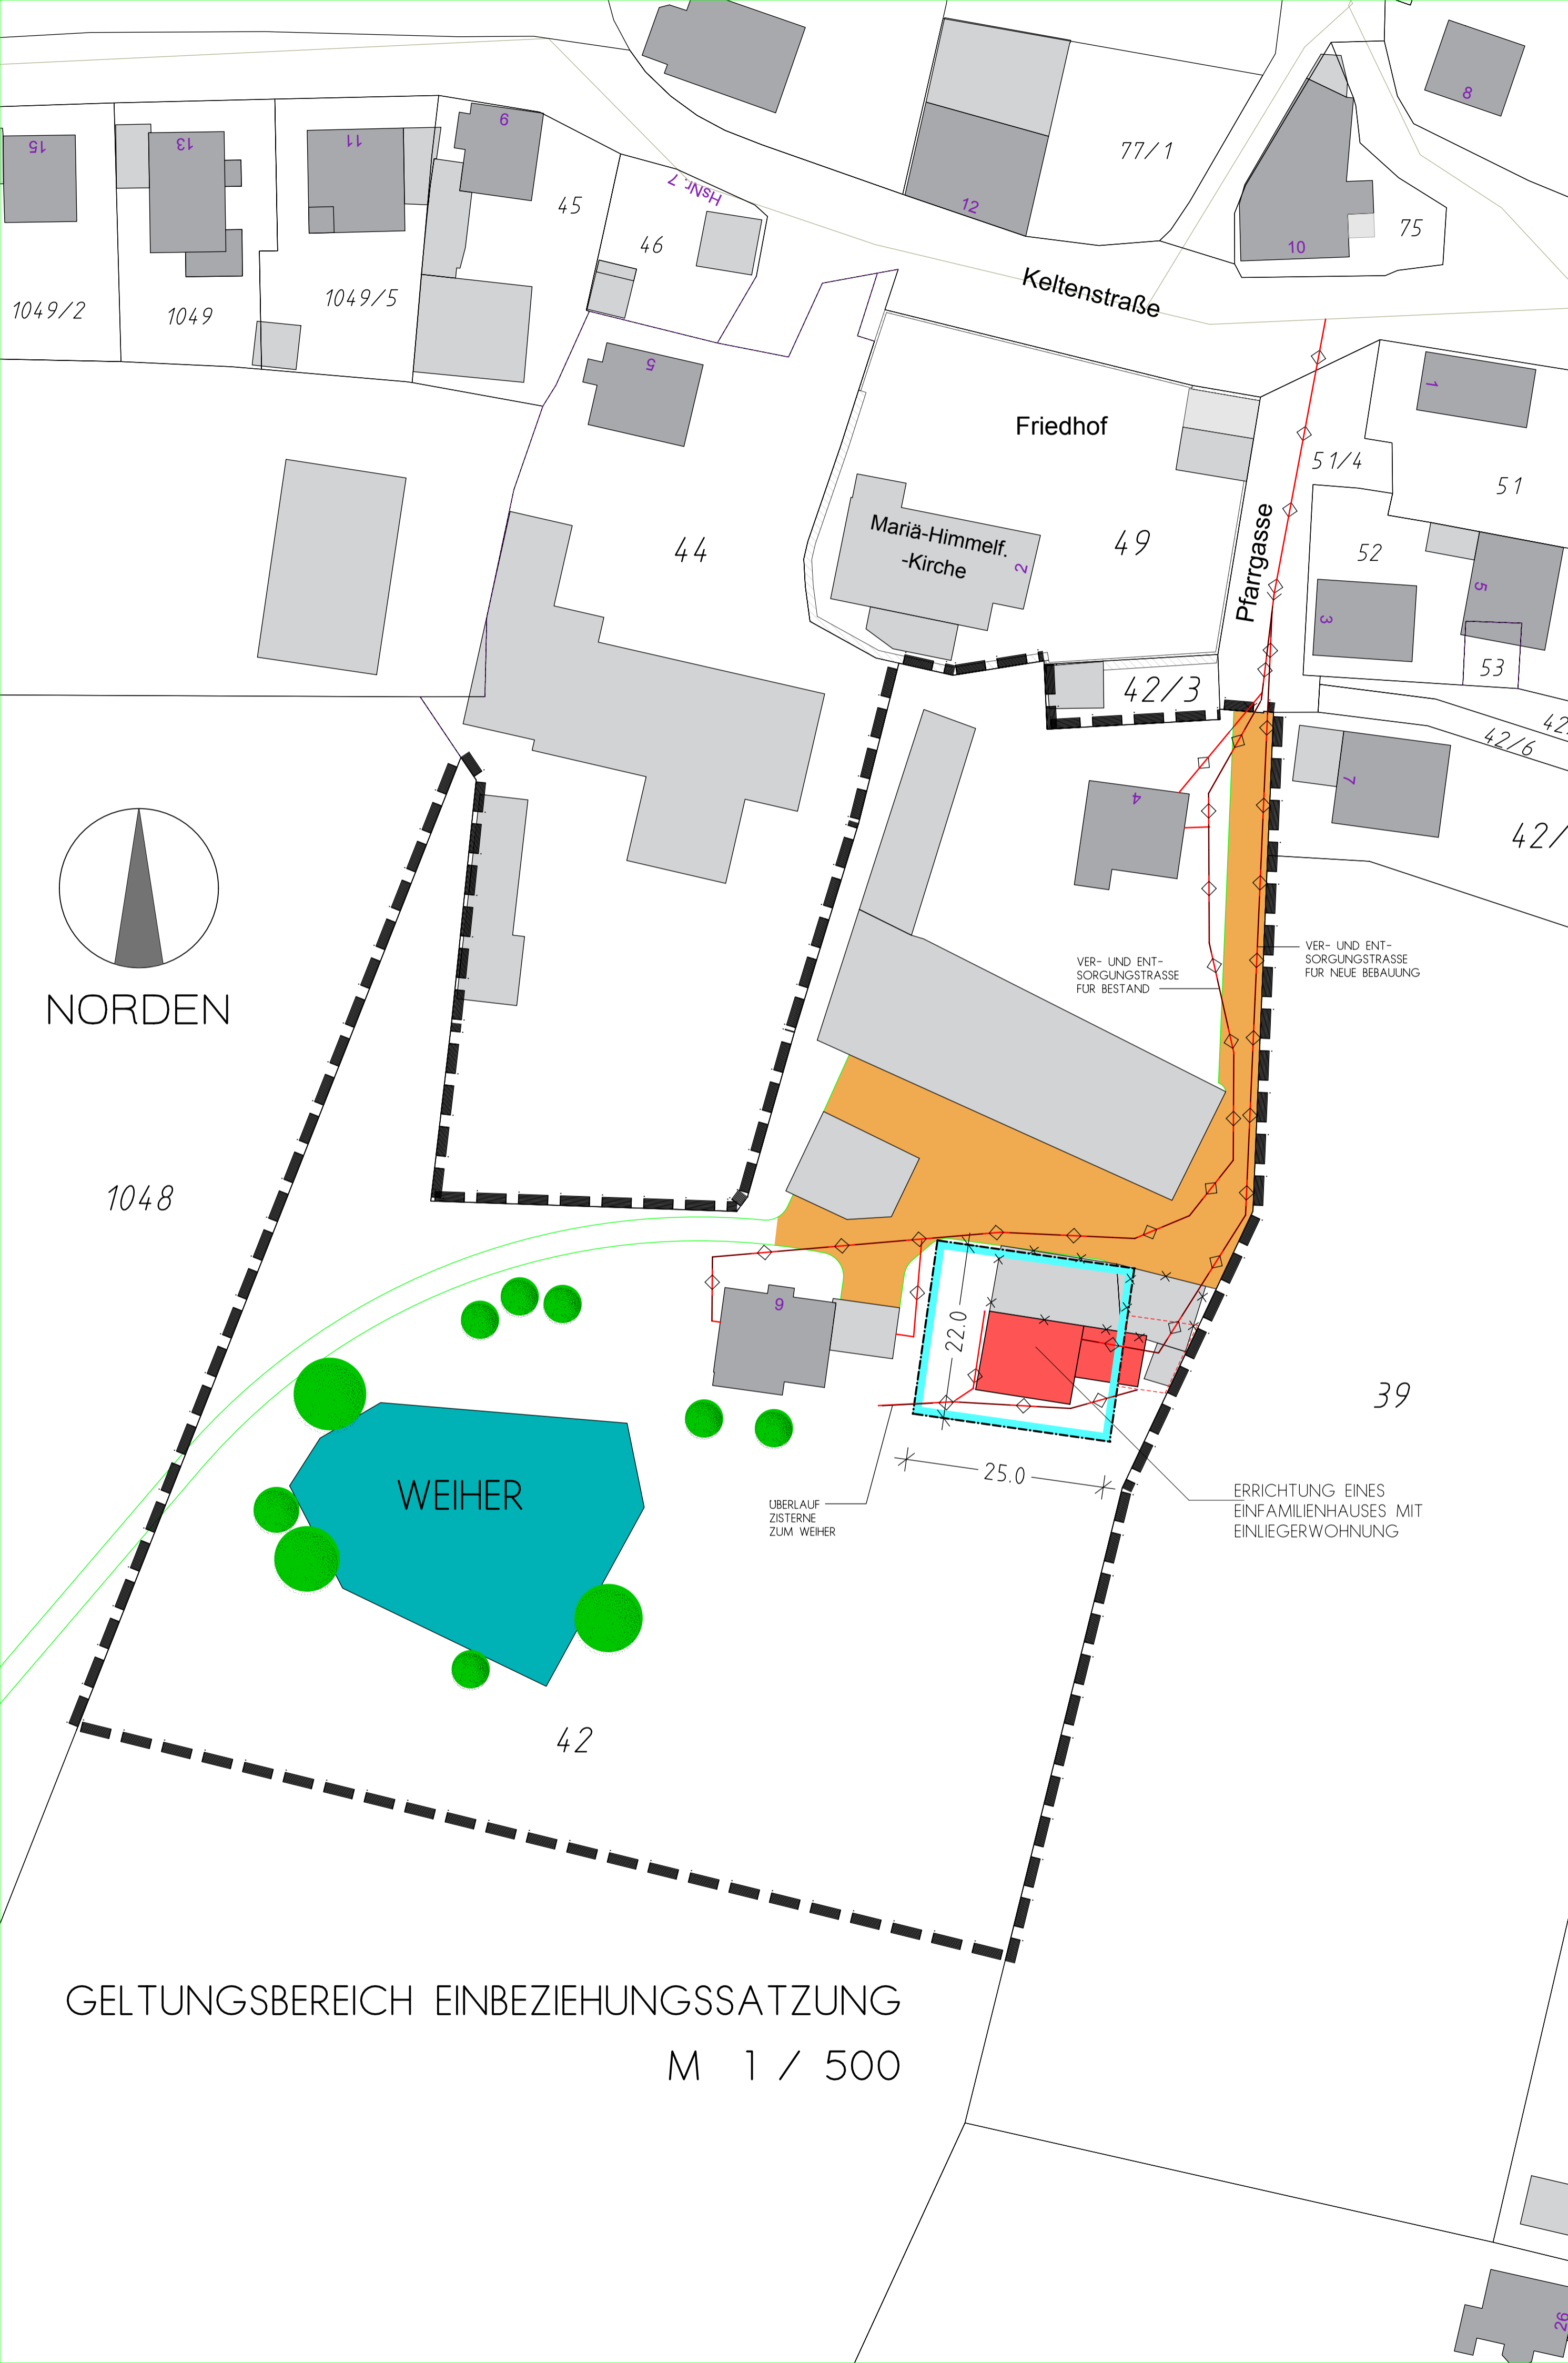 8
15
13
11
9
12
77/1
HsNr. 7
45
46
10
75
1049/2
1049
1049/5
Keltenstraße
5
1
Friedhof
51/4
51
44
Mariä-Himmelf.
-Kirche
2
49
Pfarrgasse
52
5
3
53
42/3
42/6
7
4
42/
VER- UND ENT-
SORGUNGSTRASSE
FÜR BESTAND
VER- UND ENT-
SORGUNGSTRASSE
FÜR NEUE BEBAUUNG
NORDEN
1048
22.0
39
25.0
WEIHER
ÜBERLAUF
ZISTERNE
ZUM WEIHER
ERRICHTUNG EINES
EINFAMILIENHAUSES MIT
EINLIEGERWOHNUNG
42
GELTUNGSBEREICH EINBEZIEHUNGSSATZUNG
M 1 / 500
26